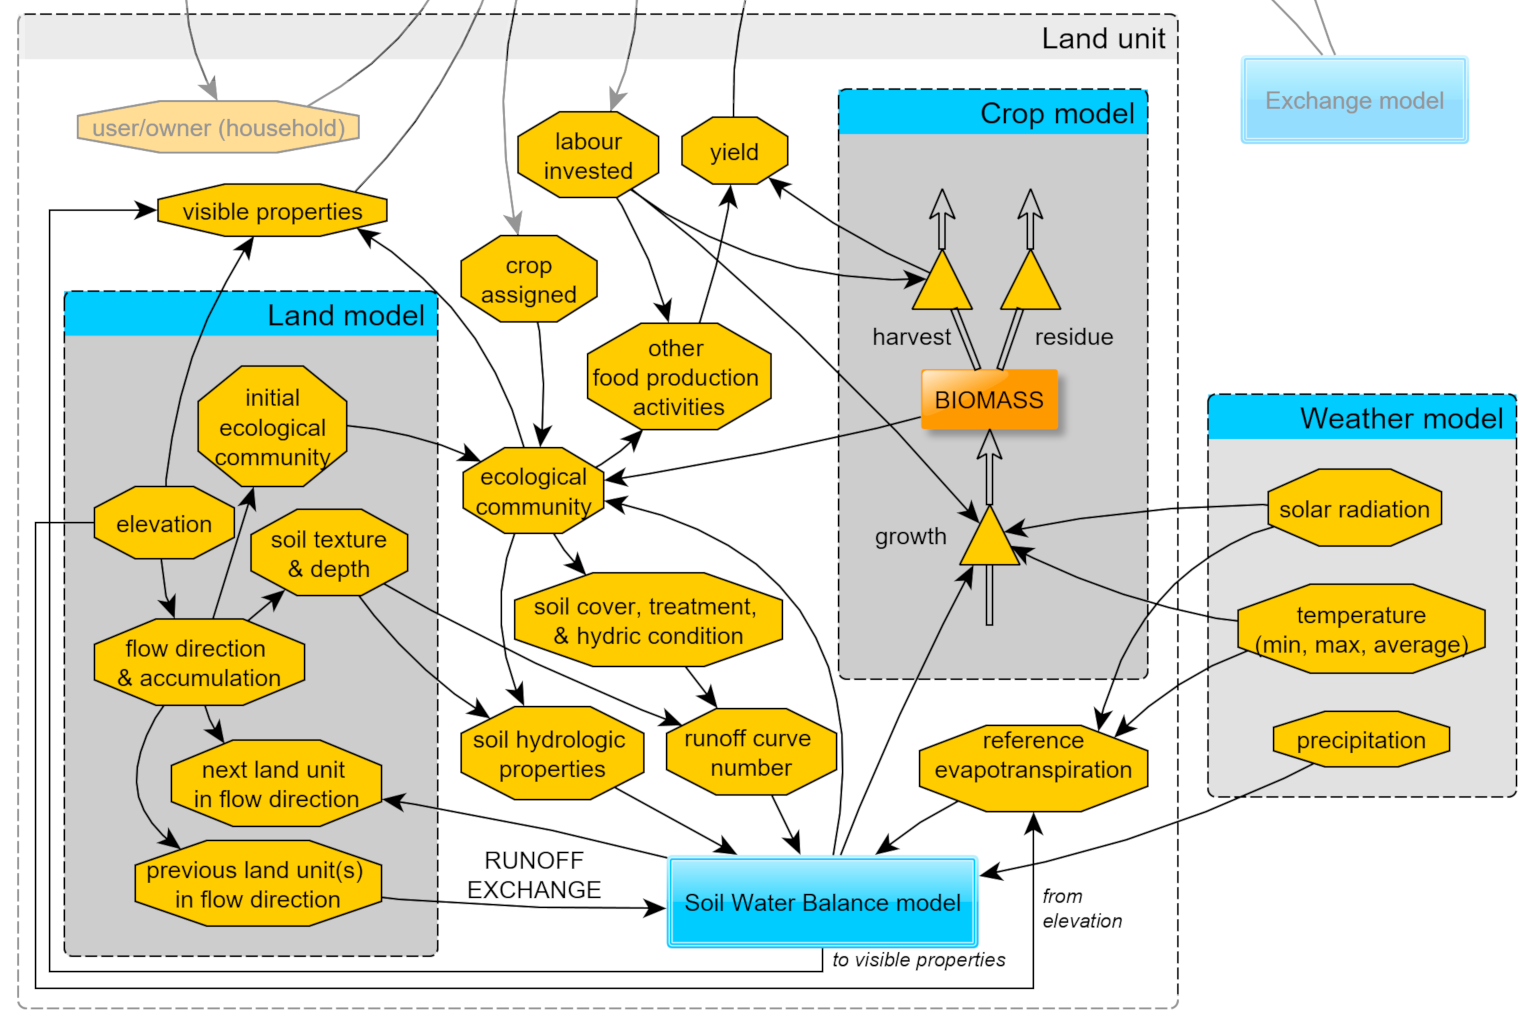 Land unit
Exchange model
user/owner (household)
labour
invested
yield
Crop model
visible properties
crop
assigned
Land model
harvest
residue
other
food production
activities
BIOMASS
initial
ecological
community
Weather model
ecological
community
elevation
soil texture
& depth
growth
solar radiation
soil cover, treatment,
& hydric condition
temperature
(min, max, average)
flow direction
& accumulation
soil hydrologic
properties
runoff curve
number
reference
evapotranspiration
precipitation
next land unit
in flow direction
previous land unit(s)
in flow direction
RUNOFF
EXCHANGE
Soil Water Balance model
from
elevation
to visible properties